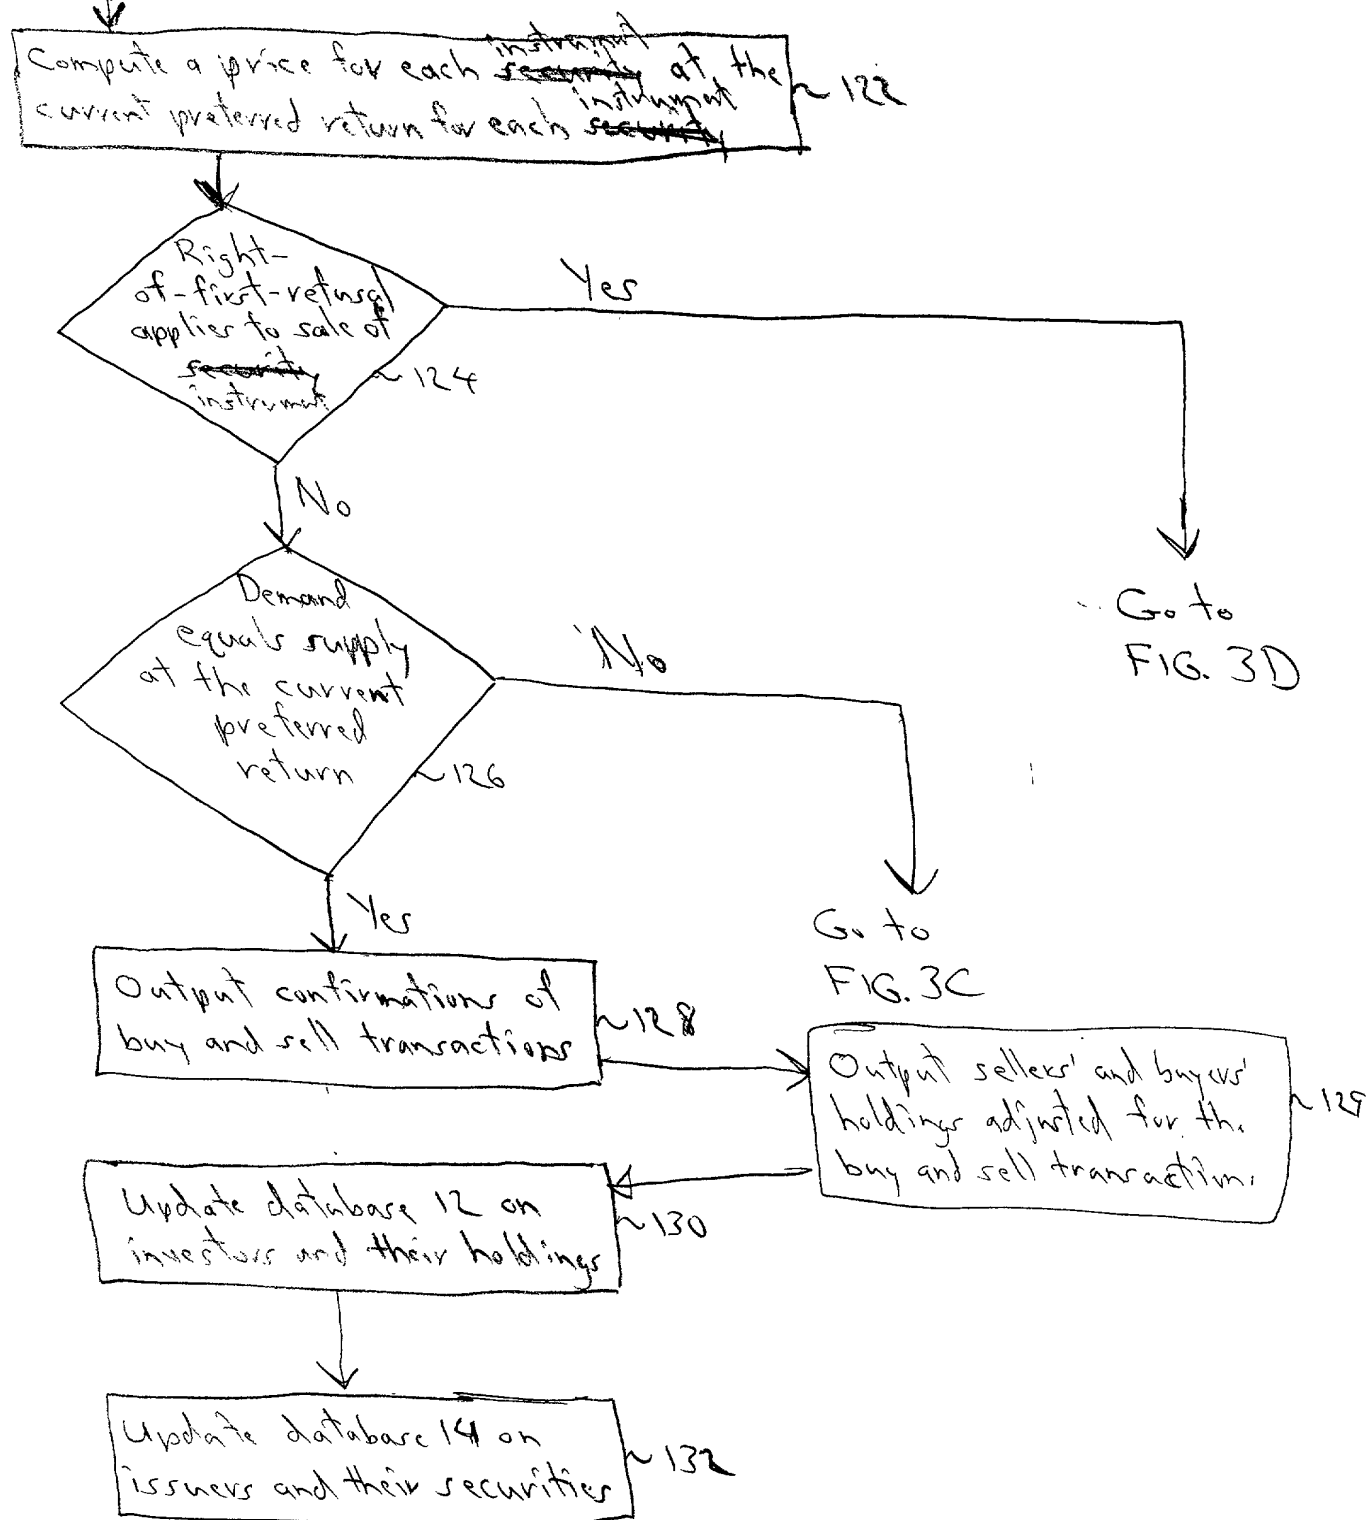 instrument
Compute a price for each security at the
instrument
current preferred return for each security
~ 122
Right-
of-first-refusal
applies to sale of
security
instrument
~ 124
Yes
No
Demand
equals supply
at the current
preferred
return
~ 126
No
Go to
FIG. 3D
Yes
Go to
FIG. 3C
Output confirmations of
buy and sell transactions
~ 128
Output sellers' and buyers'
holdings adjusted for the
buy and sell transaction.
~ 129
Update database 12 on
investors and their holdings
~ 130
Update database 14 on
issuers and their securities
~ 132